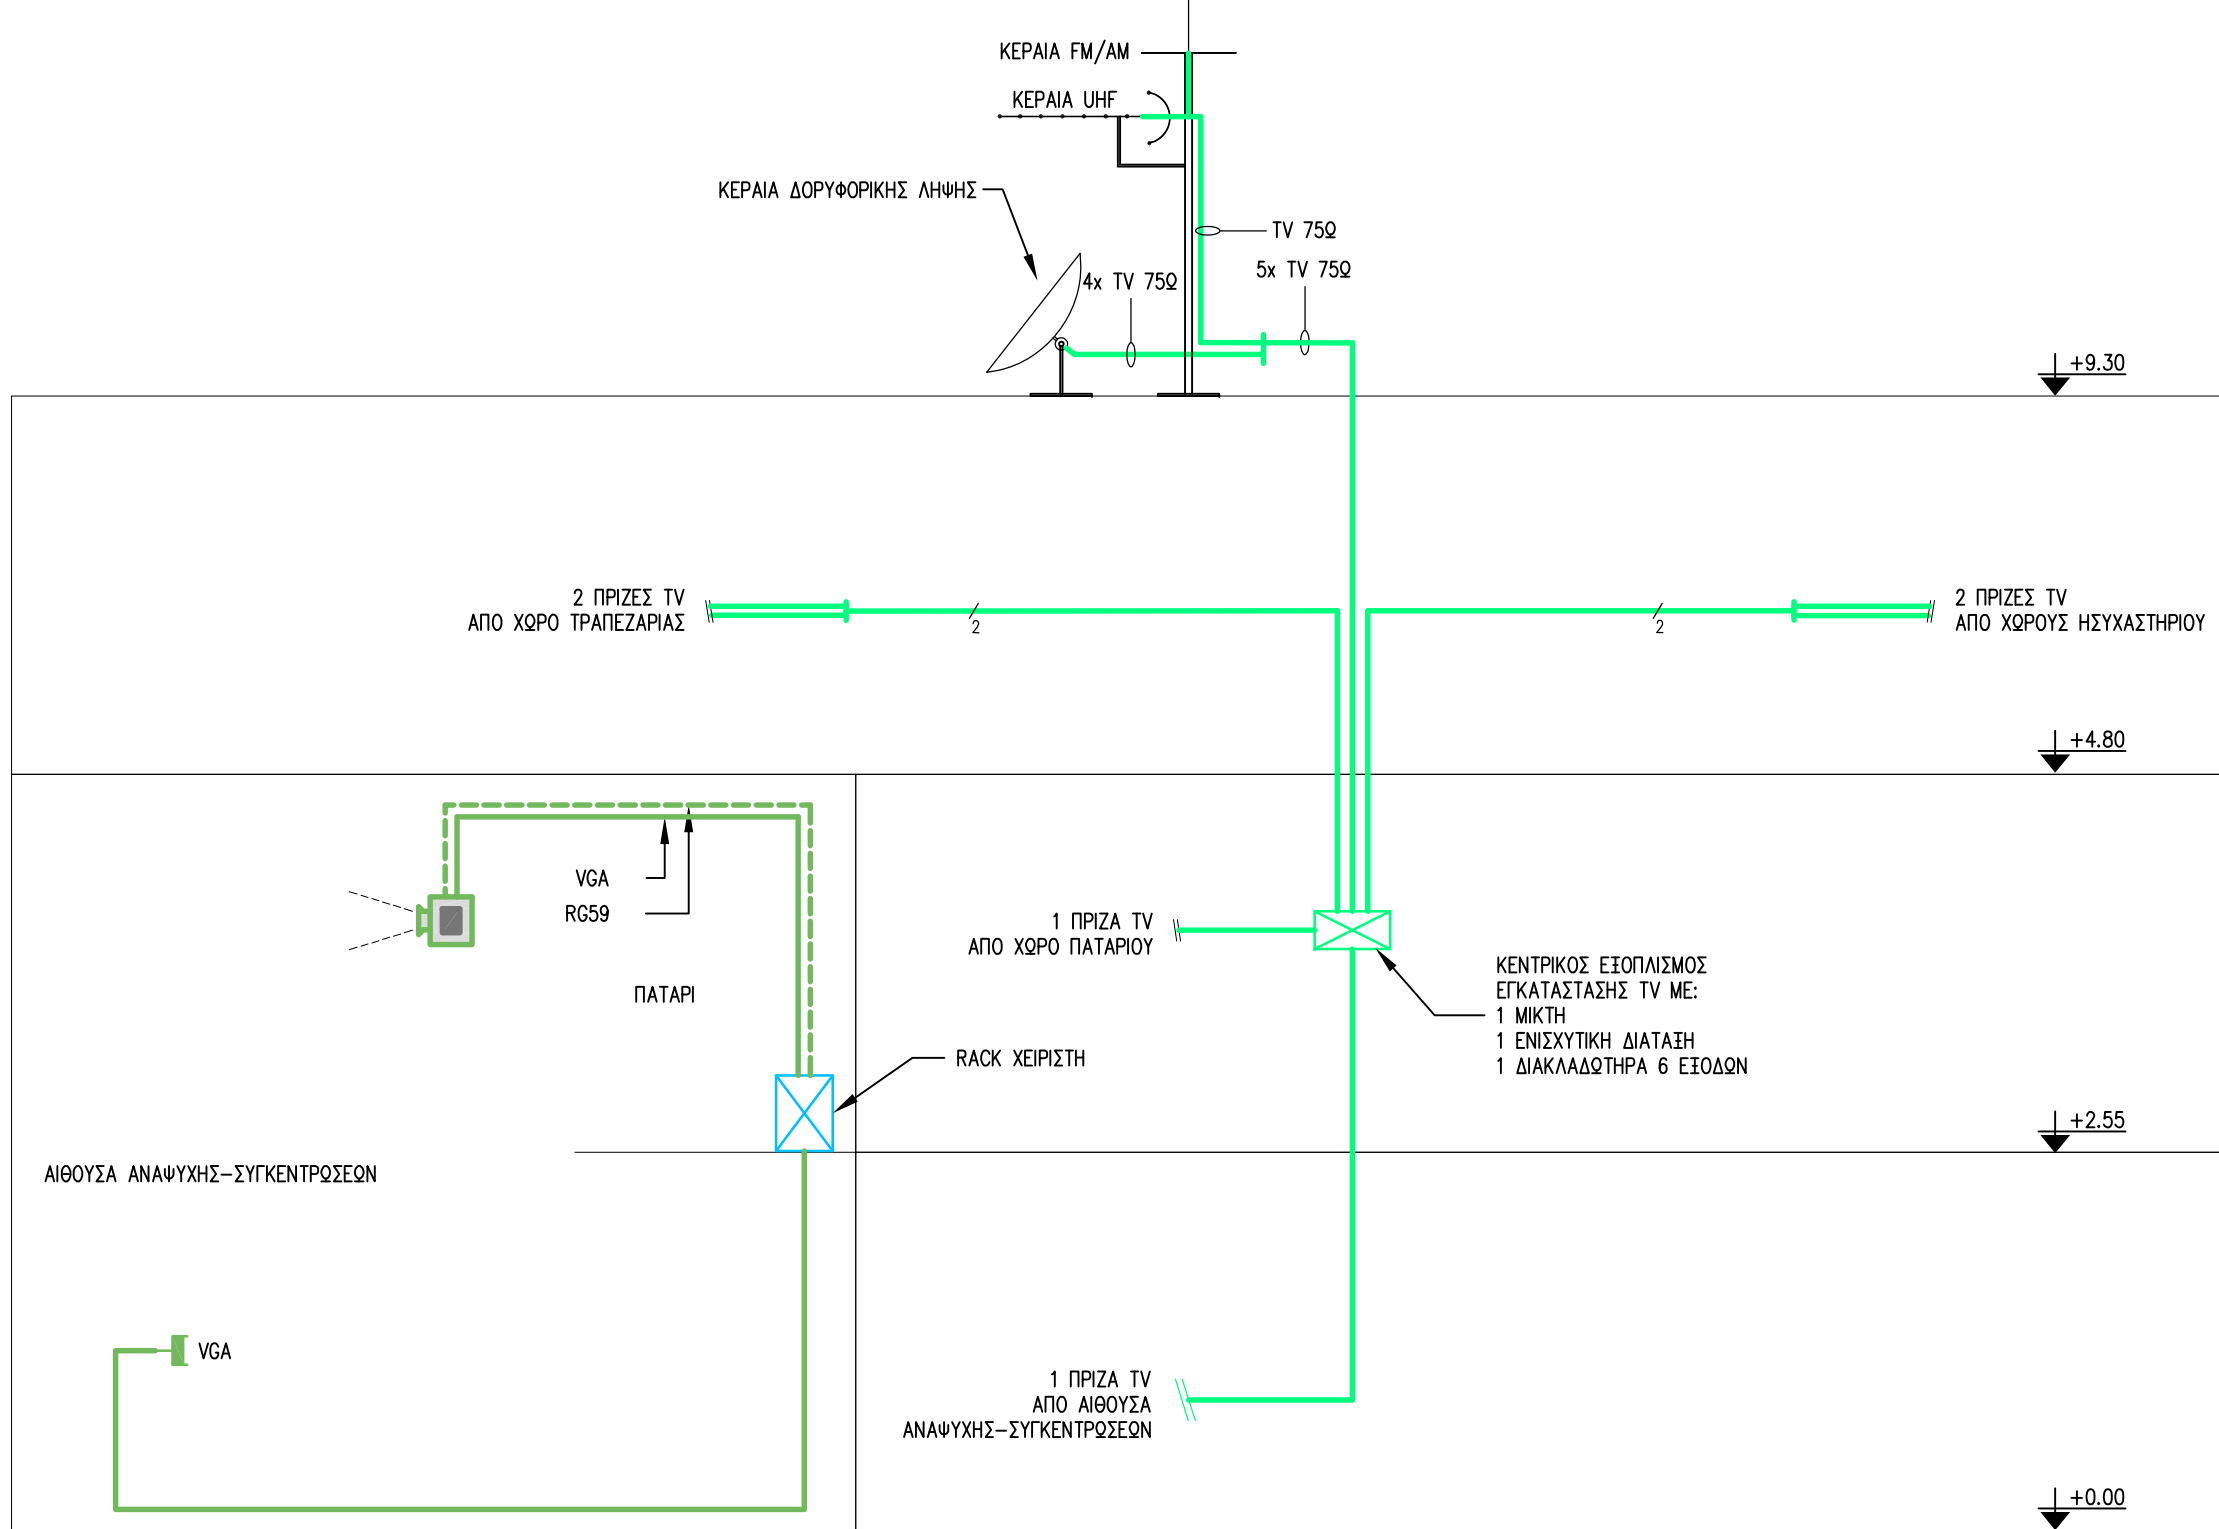 ΚΕΡΑΙΑ FM/AM
ΚΕΡΑΙΑ UHF
ΚΕΡΑΙΑ ΔΟΡΥΦΟΡΙΚΗΣ ΛΗΨΗΣ
TV 75Ω
5x TV 75Ω
4x TV 75Ω
+9.30
2 ΠΡΙΖΕΣ TV
ΑΠΟ ΧΩΡΟ ΤΡΑΠΕΖΑΡΙΑΣ
2
2
2 ΠΡΙΖΕΣ TV
ΑΠΟ ΧΩΡΟΥΣ ΗΣΥΧΑΣΤΗΡΙΟΥ
+4.80
VGA
RG59
ΠΑΤΑΡΙ
1 ΠΡΙΖΑ TV
ΑΠΟ ΧΩΡΟ ΠΑΤΑΡΙΟΥ
ΚΕΝΤΡΙΚΟΣ ΕΞΟΠΛΙΣΜΟΣ
ΕΓΚΑΤΑΣΤΑΣΗΣ TV ΜΕ:
1 ΜΙΚΤΗ
1 ΕΝΙΣΧΥΤΙΚΗ ΔΙΑΤΑΞΗ
1 ΔΙΑΚΛΑΔΩΤΗΡΑ 6 ΕΞΟΔΩΝ
RACK ΧΕΙΡΙΣΤΗ
+2.55
ΑΙΘΟΥΣΑ ΑΝΑΨΥΧΗΣ-ΣΥΓΚΕΝΤΡΩΣΕΩΝ
VGA
1 ΠΡΙΖΑ TV
ΑΠΟ ΑΙΘΟΥΣΑ
ΑΝΑΨΥΧΗΣ-ΣΥΓΚΕΝΤΡΩΣΕΩΝ
+0.00